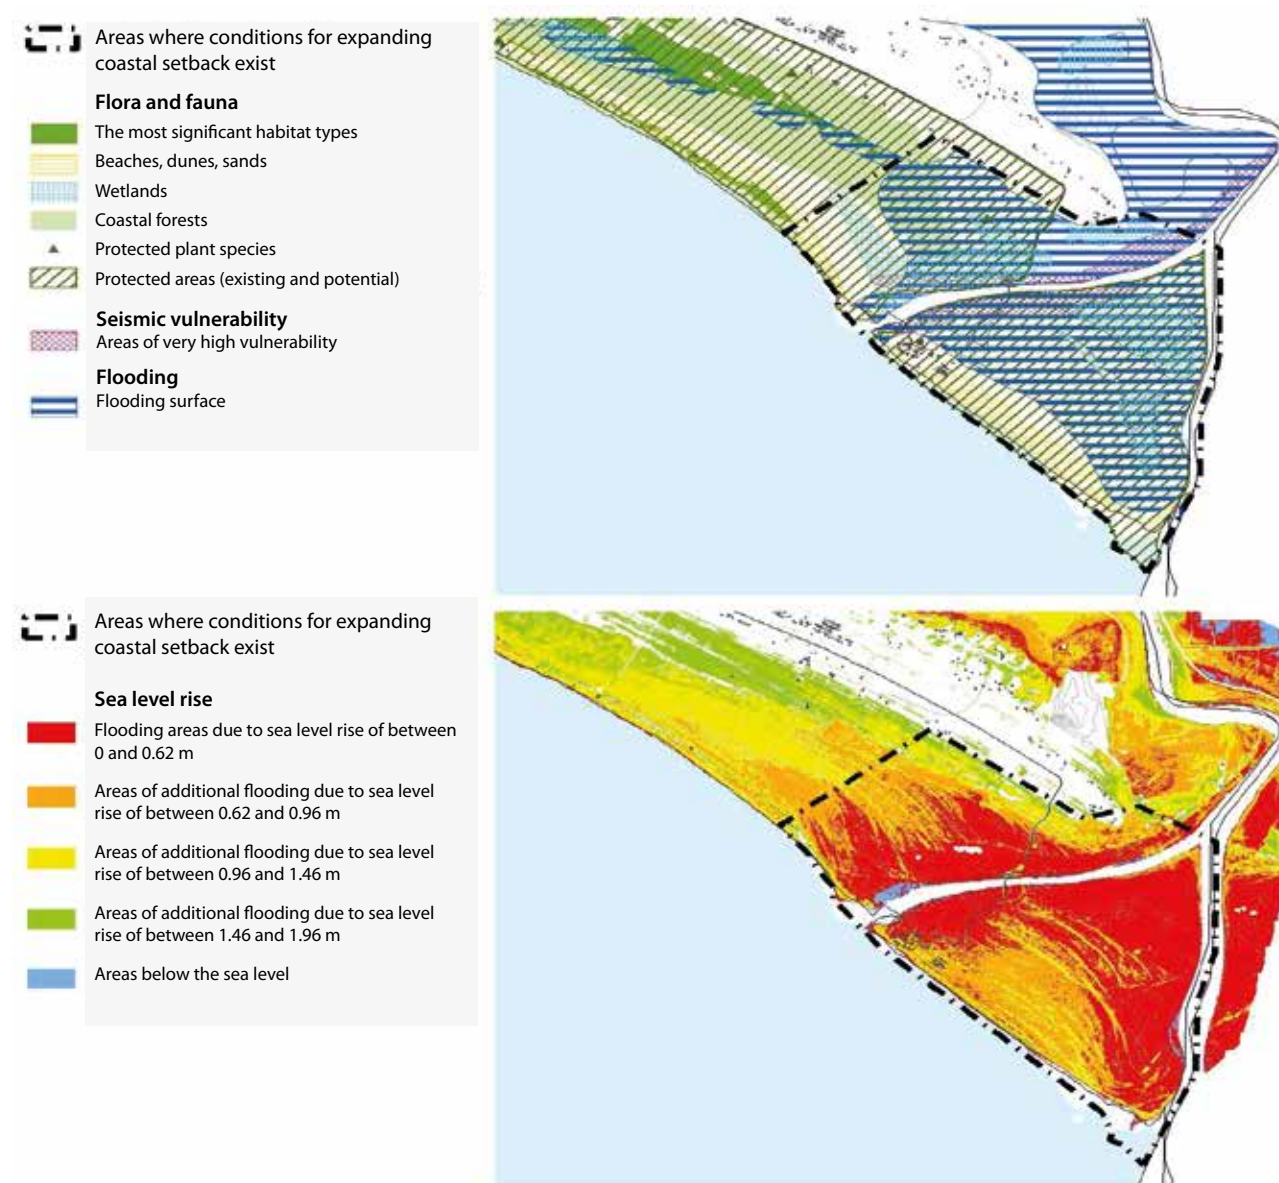 Areas where conditions for expanding
coastal setback exist
Flora and fauna
The most significant habitat types
Beaches, dunes, sands
Wetlands
Coastal forests
Protected plant species
Protected areas (existing and potential)
Seismic vulnerability
Areas of very high vulnerability
Flooding
Flooding surface
Areas where conditions for expanding
coastal setback exist
Sea level rise
Flooding areas due to sea level rise of between
0 and 0.62 m
Areas of additional flooding due to sea level
rise of between 0.62 and 0.96 m
Areas of additional flooding due to sea level
rise of between 0.96 and 1.46 m
Areas of additional flooding due to sea level
rise of between 1.46 and 1.96 m
Areas below the sea level